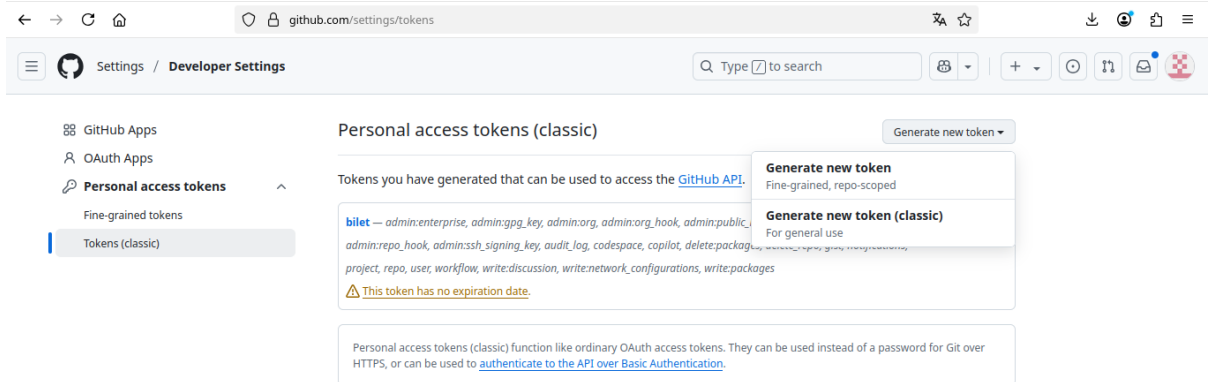 github.com/settings/tokens
Settings / Developer Settings
Type / to search
GitHub Apps
OAuth Apps
Personal access tokens
Fine-grained tokens
Tokens (classic)
Personal access tokens (classic)
Generate new token
Generate new token
Fine-grained, repo-scoped
Generate new token (classic)
For general use
Tokens you have generated that can be used to access the GitHub API.
bilet — admin:enterprise, admin:gpg_key, admin:org, admin:org_hook,
admin:repo_hook, admin:ssh_signing_key, audit_log, codespace, copilot, delete:packages, delete_repo, gist, notifications,
project, repo, user, workflow, write:discussion, write:network_configurations, write:packages
This token has no expiration date.
Personal access tokens (classic) function like ordinary OAuth access tokens. They can be used instead of a password for Git over
HTTPS, or can be used to authenticate to the API over Basic Authentication.